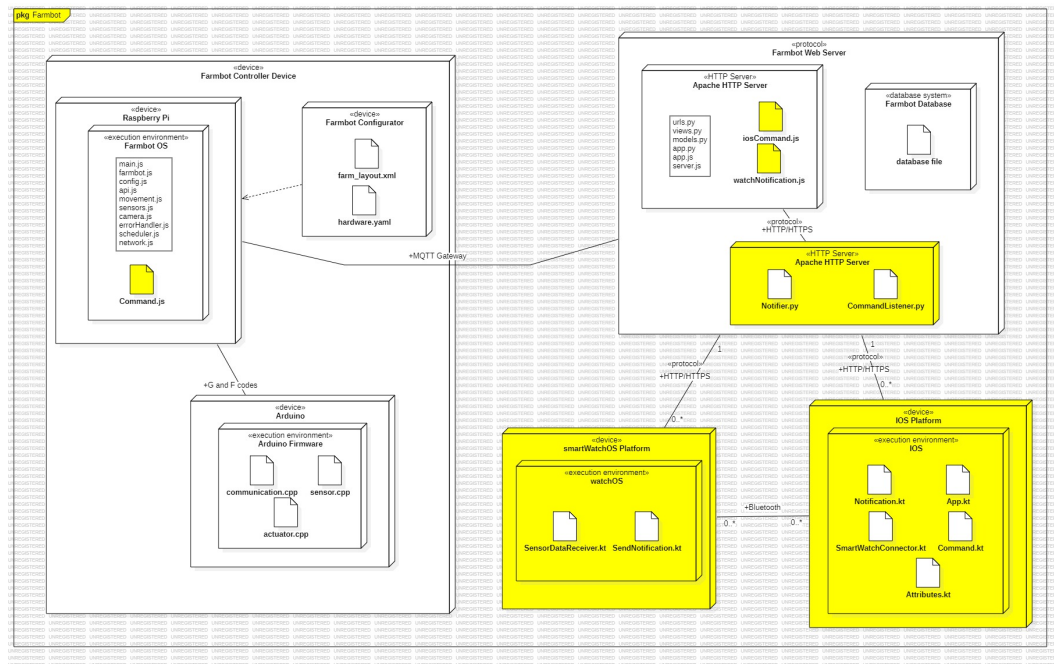 pkg Farmbot
«device»
Farmbot Controller Device
«device»
Raspberry Pi
«execution environment»
Farmbot OS
main.js
farmbot.js
config.js
api.js
movement.js
sensors.js
camera.js
errorHandler.js
scheduler.js
network.js
Command.js
«device»
Farmbot Configurator
farm_layout.xml
hardware.yaml
+MQTT Gateway
+G and F codes
«device»
Arduino
«execution environment»
Arduino Firmware
communication.cpp
sensor.cpp
actuator.cpp
«protocol»
Farmbot Web Server
«HTTP Server»
Apache HTTP Server
urls.py
views.py
models.py
app.py
app.js
server.js
iosCommand.js
watchNotification.js
«database system»
Farmbot Database
database file
«protocol»
+HTTP/HTTPS
«HTTP Server»
Apache HTTP Server
Notifier.py
CommandListener.py
1
«protocol»
+HTTP/HTTPS
0..*
1
«protocol»
+HTTP/HTTPS
0..*
«device»
smartWatchOS Platform
«execution environment»
watchOS
SensorDataReceiver.kt
SendNotification.kt
+Bluetooth
0..*
0..*
«device»
IOS Platform
«execution environment»
IOS
Notification.kt
App.kt
SmartWatchConnector.kt
Command.kt
Attributes.kt
UNREGISTERED